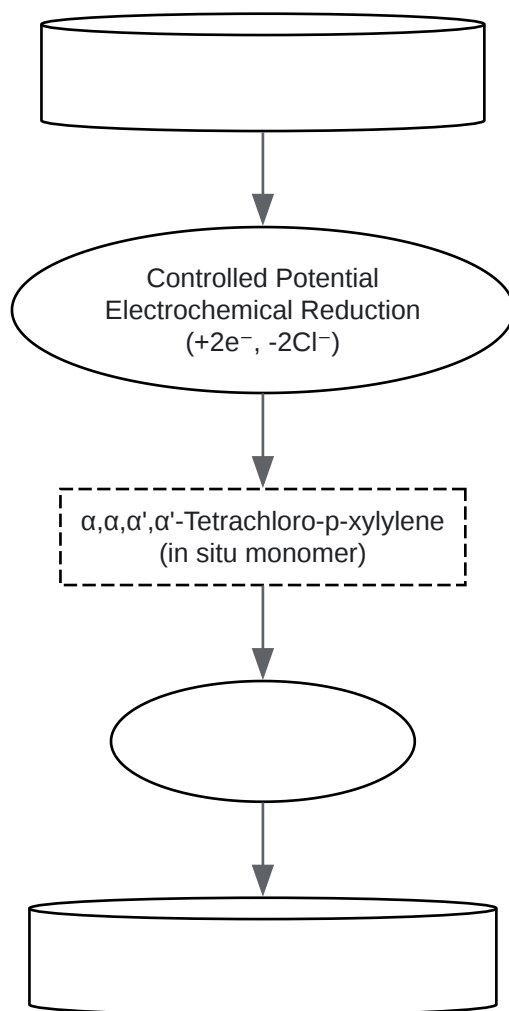 Controlled Potential
Electrochemical Reduction
(+2e⁻, -2Cl⁻)
α,α,α',α'-Tetrachloro-p-xylylene
(in situ monomer)